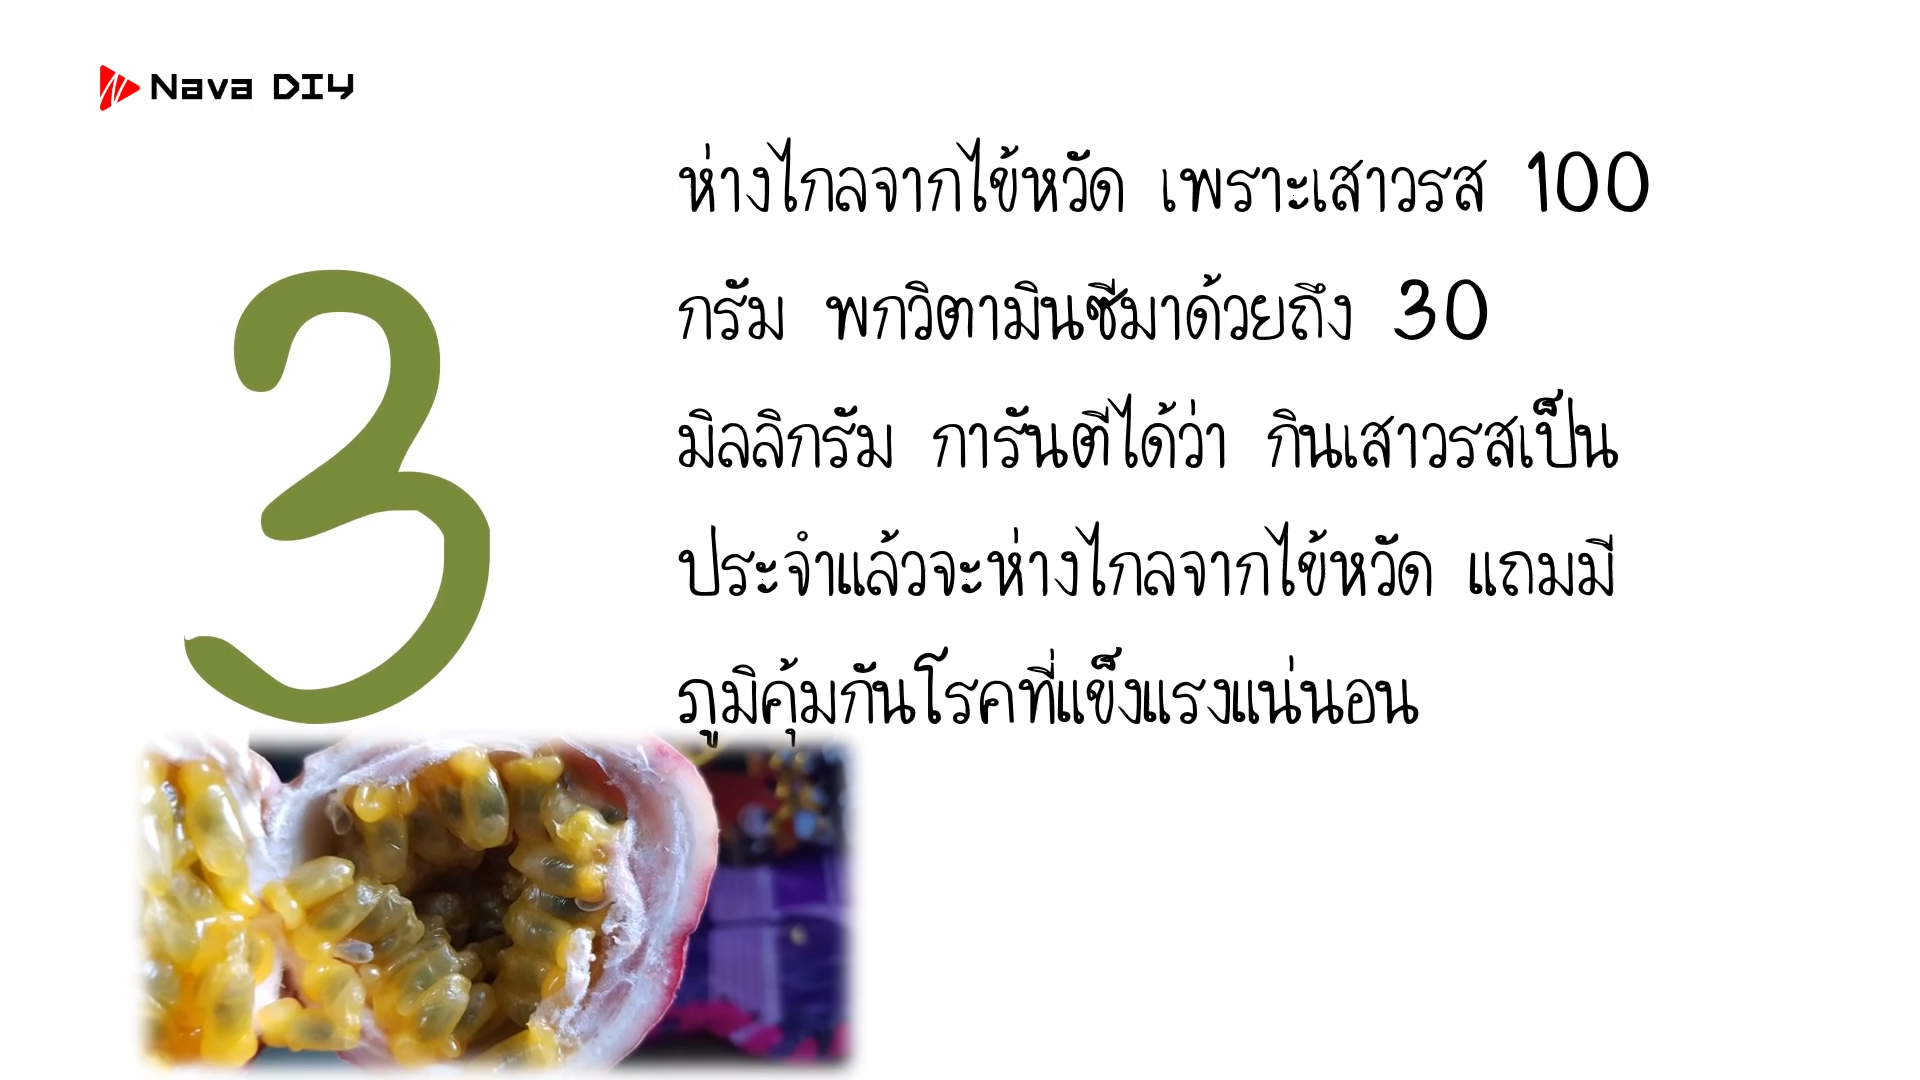 Nava DIY
3
ห่างไกลจากไข้หวัด เพราะเสาวรส 100
กรัม พกวิตามินซีมาด้วยถึง 30
มิลลิกรัม การันตีได้ว่า กินเสาวรสเป็น
ประจำแล้วจะห่างไกลจากไข้หวัด แถมมี
ภูมิคุ้มกันโรคที่แข็งแรงแน่นอน